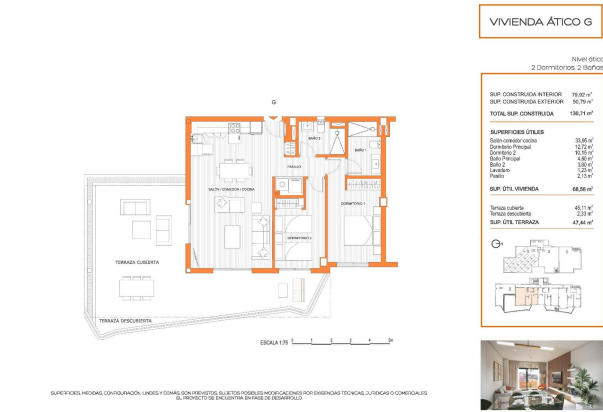 VIVIENDA ÁTICO G
Nivel ático
2 Dormitorios, 2 Baños
SUP. CONSTRUIDA INTERIOR 79,92 m²
SUP. CONSTRUIDA EXTERIOR 50,79 m²
TOTAL SUP. CONSTRUIDA 130,71 m²
SUPERFICIES ÚTILES
Salón-comedor-cocina 33,95 m²
Dormitorio Principal 12,72 m²
Dormitorio 2 10,15 m²
Baño Principal 4,60 m²
Baño 2 3,80 m²
Lavadero 1,23 m²
Pasillo 2,13 m²
SUP. ÚTIL VIVIENDA 68,58 m²
Terraza cubierta 45,11 m²
Terraza descubierta 2,33 m²
SUP. ÚTIL TERRAZA 47,44 m²
G
BAÑO 2
BAÑO 1
PASILLO
SALÓN / COMEDOR / COCINA
DORMITORIO 1
DORMITORIO 2
TERRAZA CUBIERTA
TERRAZA DESCUBIERTA
ESCALA 1:75
SUPERFICIES, MEDIDAS, CONFIGURACIÓN, LINDES Y DEMÁS, SON PREVISTOS, SUJETOS POSIBLES MODIFICACIONES POR EXIGENCIAS TÉCNICAS, JURÍDICAS O COMERCIALES.
EL PROYECTO SE ENCUENTRA EN FASE DE DESARROLLO